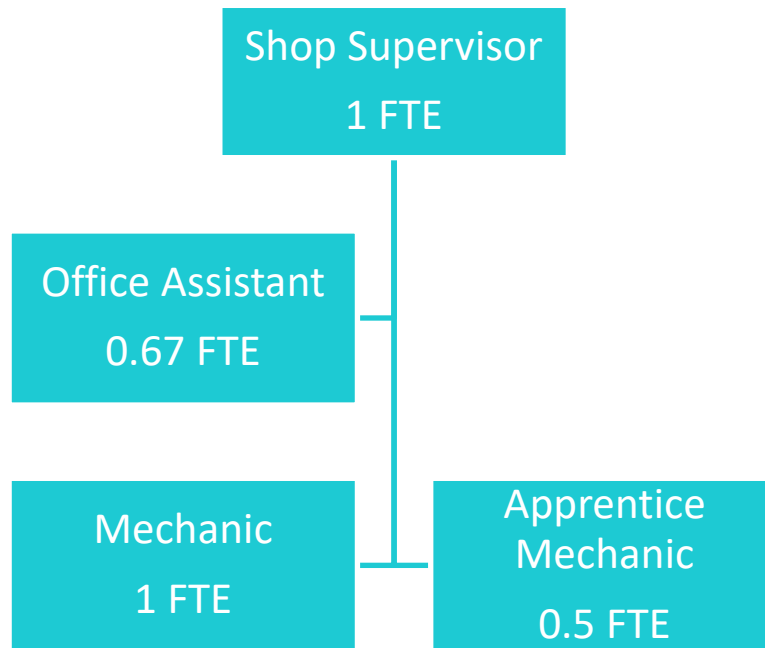 Shop Supervisor
1 FTE
Office Assistant
0.67 FTE
Mechanic
1 FTE
Apprentice
Mechanic
0.5 FTE